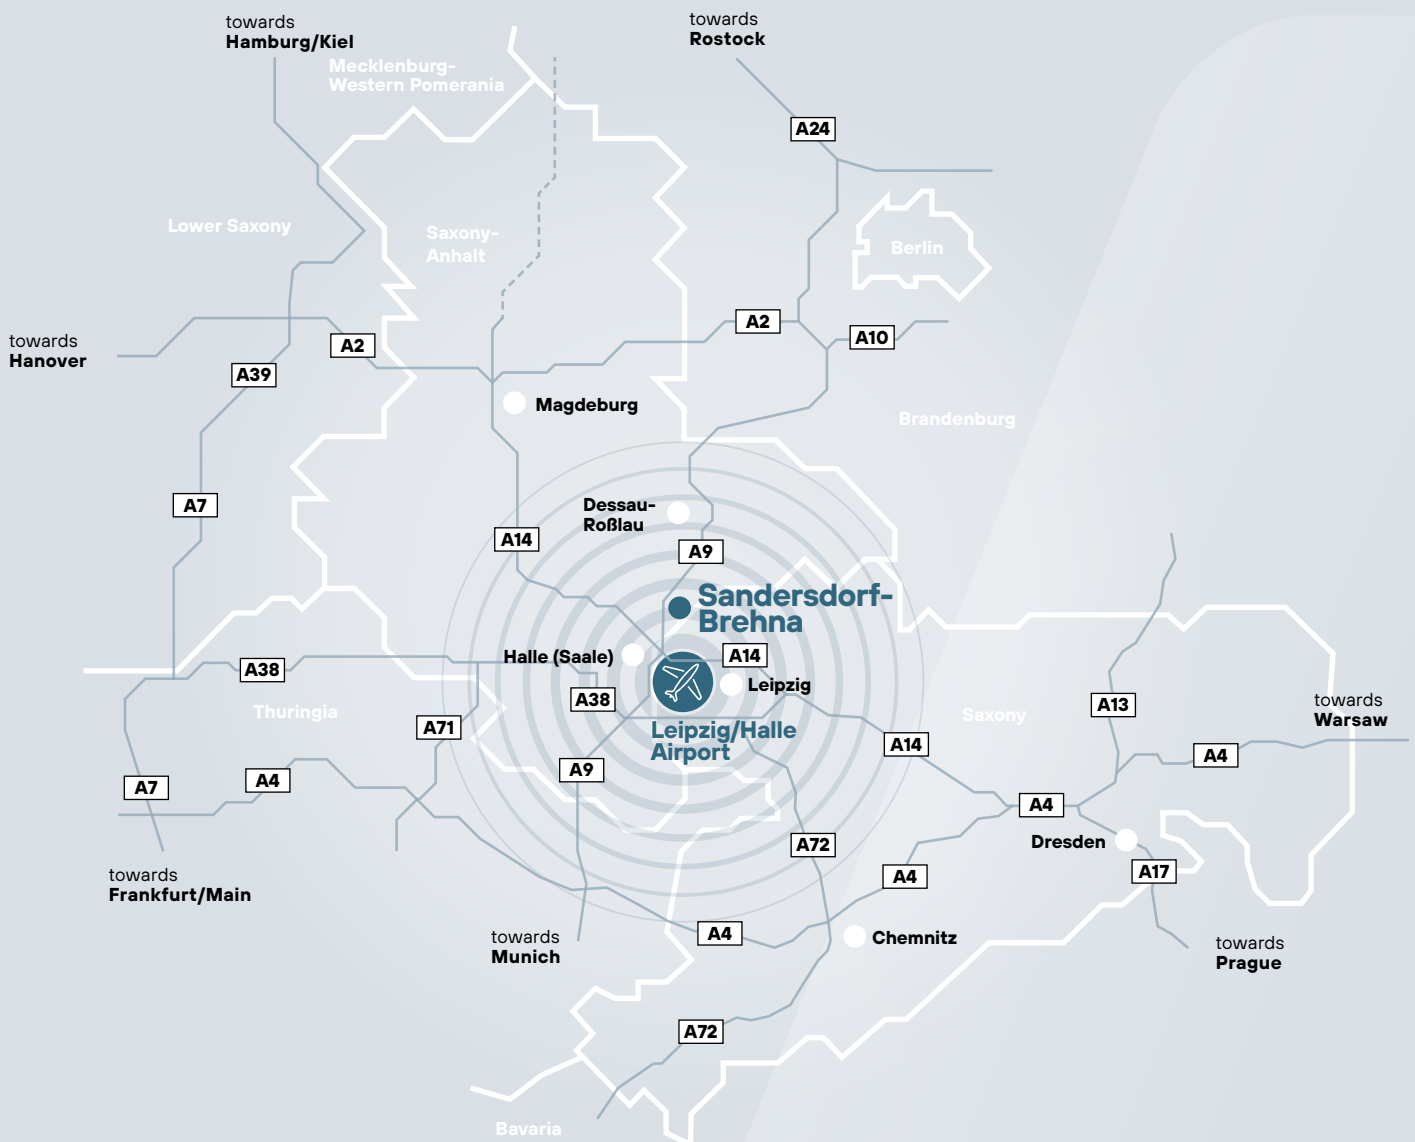 towards
Hamburg/Kiel
towards
Rostock
Mecklenburg-
Western Pomerania
A24
Lower Saxony
Saxony-
Anhalt
Berlin
towards
Hanover
A2
A2
A10
A39
Magdeburg
Brandenburg
A7
Dessau-
Roßlau
A14
A9
Sandersdorf-
Brehna
Halle (Saale)
A14
A38
Leipzig
A38
Thuringia
A71
Leipzig/Halle
Airport
Saxony
A13
towards
Warsaw
A14
A4
A9
A7
A4
A4
Dresden
A72
A17
A4
towards
Frankfurt/Main
towards
Munich
A4
Chemnitz
towards
Prague
A72
Bavaria